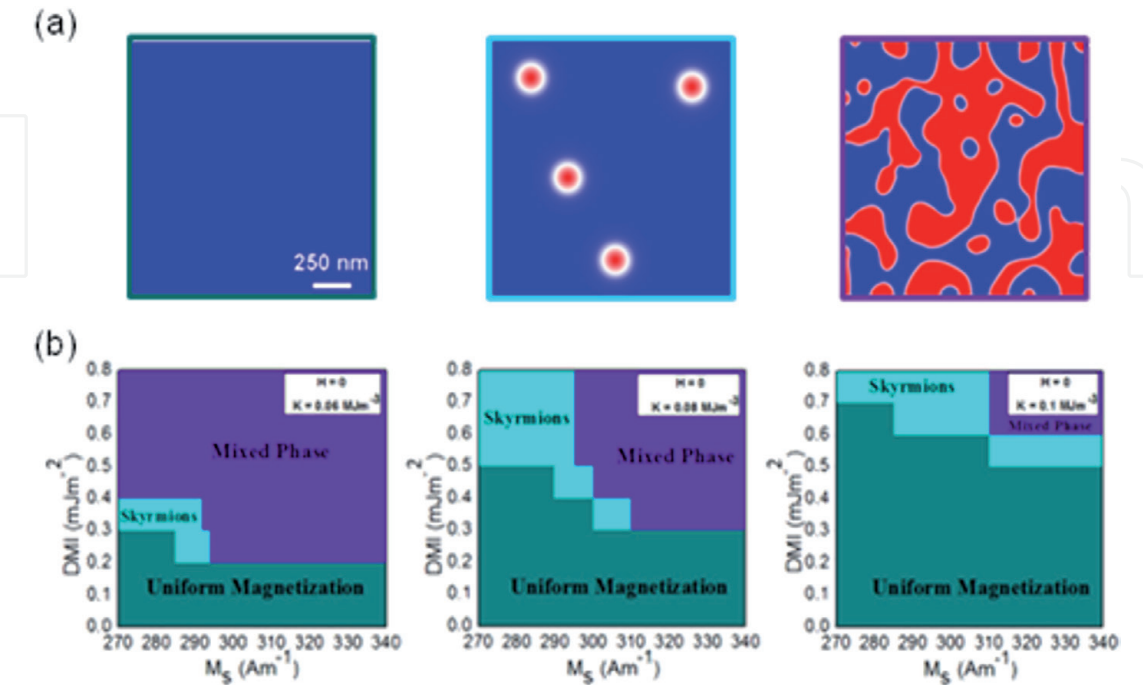 (a)
250 nm
(b)
0.8
0.7
0.6
0.5
0.4
0.3
0.2
0.1
0.0
DMI (mJm⁻²)
H = 0
K = 0.06 MJm⁻³
Mixed Phase
Skyrmions
Uniform Magnetization
270 280 290 300 310 320 330 340
Mₛ (Am⁻¹)
0.8
0.7
0.6
0.5
0.4
0.3
0.2
0.1
0.0
DMI (mJm⁻²)
H = 0
K = 0.08 MJm⁻³
Skyrmions
Mixed Phase
Uniform Magnetization
270 280 290 300 310 320 330 340
Mₛ (Am⁻¹)
0.8
0.7
0.6
0.5
0.4
0.3
0.2
0.1
0.0
DMI (mJm⁻²)
Skyrmions
H = 0
K = 0.1 MJm⁻³
Mixed Phase
Uniform Magnetization
270 280 290 300 310 320 330 340
Mₛ (Am⁻¹)